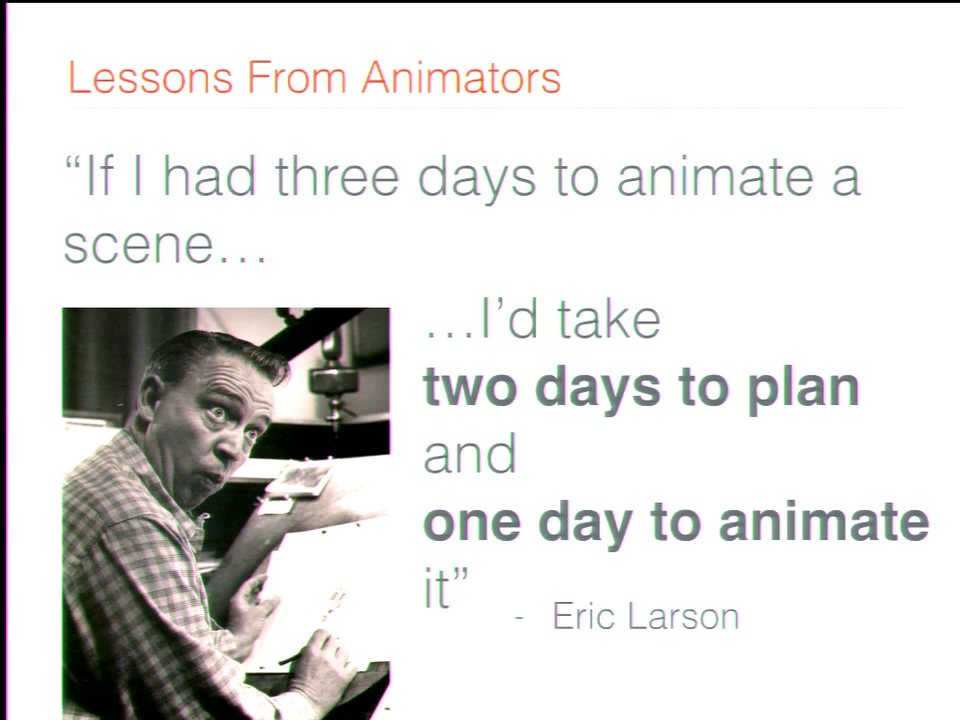 Lessons From Animators
“If I had three days to animate a
scene…
…I’d take
two days to plan
and
one day to animate
it”
- Eric Larson